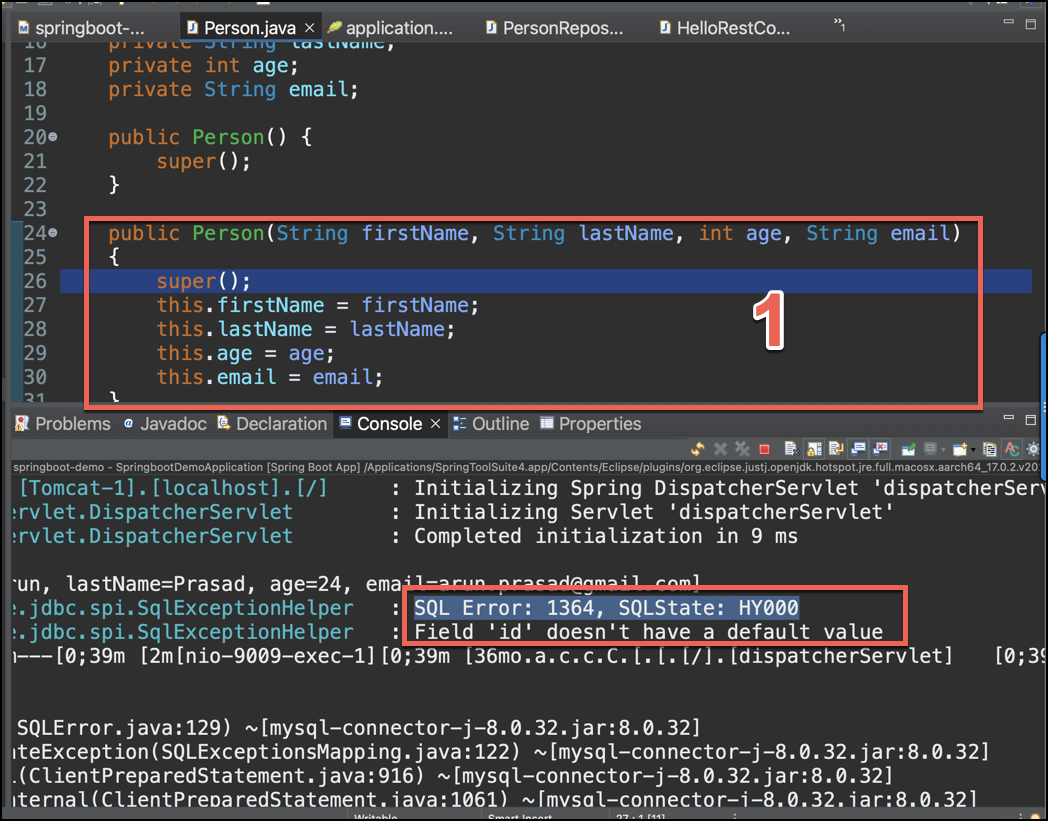 springboot-...
Person.java
application....
PersonRepos...
HelloRestCo...
1
16 private String lastName;
17 private int age;
18 private String email;
19
20 public Person() {
21 super();
22 }
23
24 public Person(String firstName, String lastName, int age, String email)
25 {
26 super();
27 this.firstName = firstName;
28 this.lastName = lastName;
29 this.age = age;
30 this.email = email;
31 }
1
Problems
Javadoc
Declaration
Console
Outline
Properties
springboot-demo - SpringbootDemoApplication [Spring Boot App] /Applications/SpringToolSuite4.app/Contents/Eclipse/plugins/org.eclipse.justj.openjdk.hotspot.jre.full.macosx.aarch64_17.0.2.v20
[Tomcat-1].[localhost].[/] : Initializing Spring DispatcherServlet 'dispatcherServ
ervlet.DispatcherServlet : Initializing Servlet 'dispatcherServlet'
ervlet.DispatcherServlet : Completed initialization in 9 ms
run, lastName=Prasad, age=24, email=arun.prasad@gmail.com]
e.jdbc.spi.SqlExceptionHelper : SQL Error: 1364, SQLState: HY000
e.jdbc.spi.SqlExceptionHelper : Field 'id' doesn't have a default value
m---[0;39m [2m[nio-9009-exec-1][0;39m [36mo.a.c.c.C.[.[.[/].[dispatcherServlet] [0;39
SQLError.java:129) ~[mysql-connector-j-8.0.32.jar:8.0.32]
ateException(SQLExceptionsMapping.java:122) ~[mysql-connector-j-8.0.32.jar:8.0.32]
l(ClientPreparedStatement.java:916) ~[mysql-connector-j-8.0.32.jar:8.0.32]
nternal(ClientPreparedStatement.java:1061) ~[mysql-connector-j-8.0.32.jar:8.0.32]
Writable
Smart Insert
27 : 1 [11]